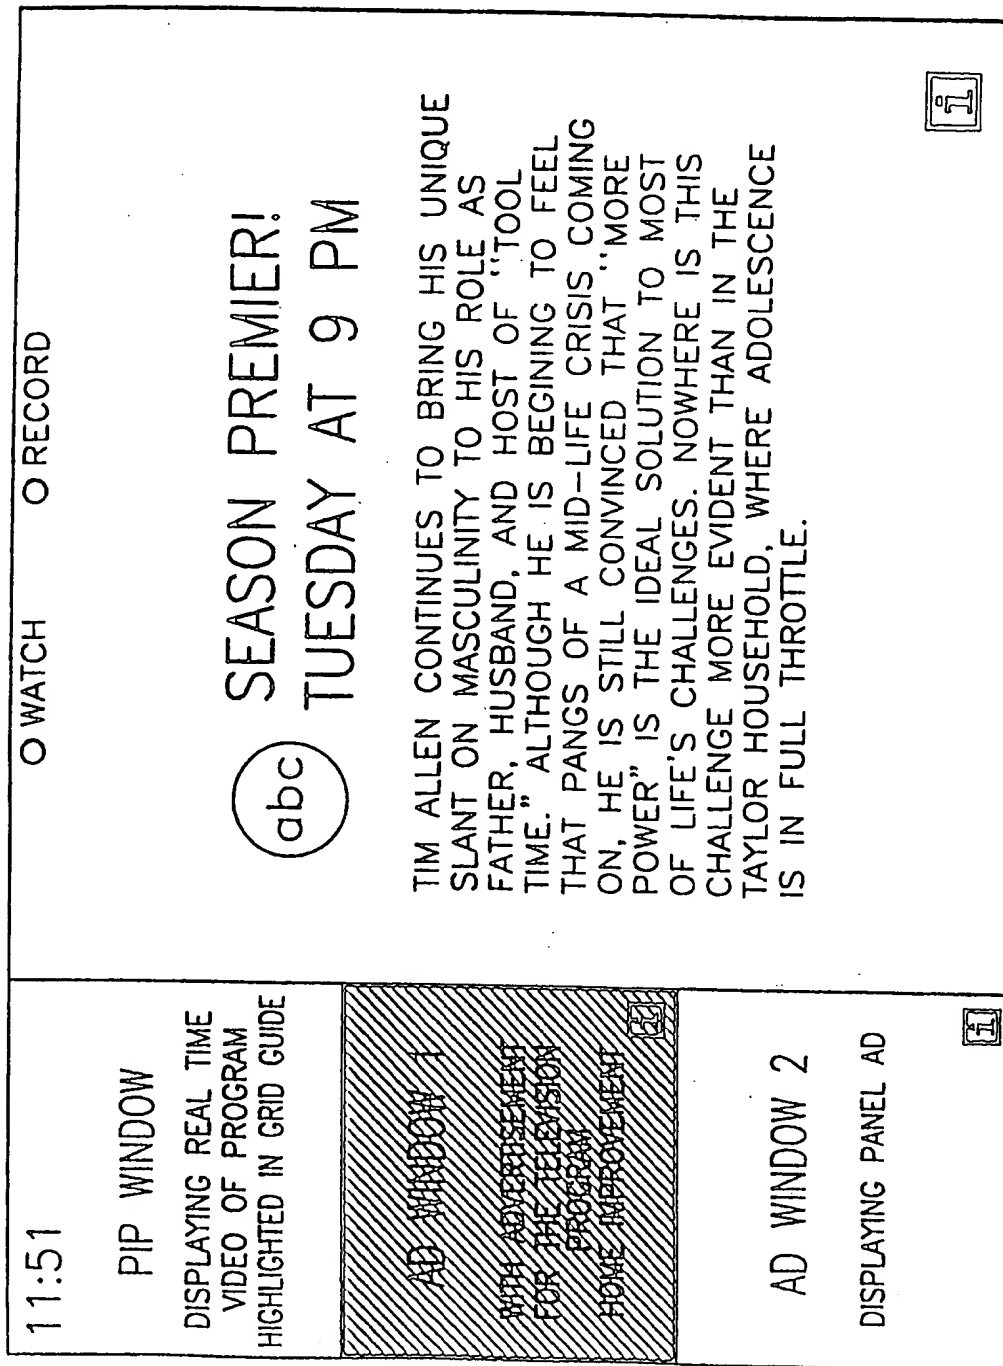 11:51
PIP WINDOW
DISPLAYING REAL TIME
VIDEO OF PROGRAM
HIGHLIGHTED IN GRID GUIDE
AD WINDOW 1
WITH ADVERTISEMENT
FOR THE TELEVISION
PROGRAM
HOME IMPROVEMENT
i
AD WINDOW 2
DISPLAYING PANEL AD
i
O WATCH O RECORD
abc
SEASON PREMIER!
TUESDAY AT 9 PM
TIM ALLEN CONTINUES TO BRING HIS UNIQUE
SLANT ON MASCULINITY TO HIS ROLE AS
FATHER, HUSBAND, AND HOST OF "TOOL
TIME." ALTHOUGH HE IS BEGINING TO FEEL
THAT PANGS OF A MID-LIFE CRISIS COMING
ON, HE IS STILL CONVINCED THAT "MORE
POWER" IS THE IDEAL SOLUTION TO MOST
OF LIFE'S CHALLENGES. NOWHERE IS THIS
CHALLENGE MORE EVIDENT THAN IN THE
TAYLOR HOUSEHOLD, WHERE ADOLESCENCE
IS IN FULL THROTTLE.
i